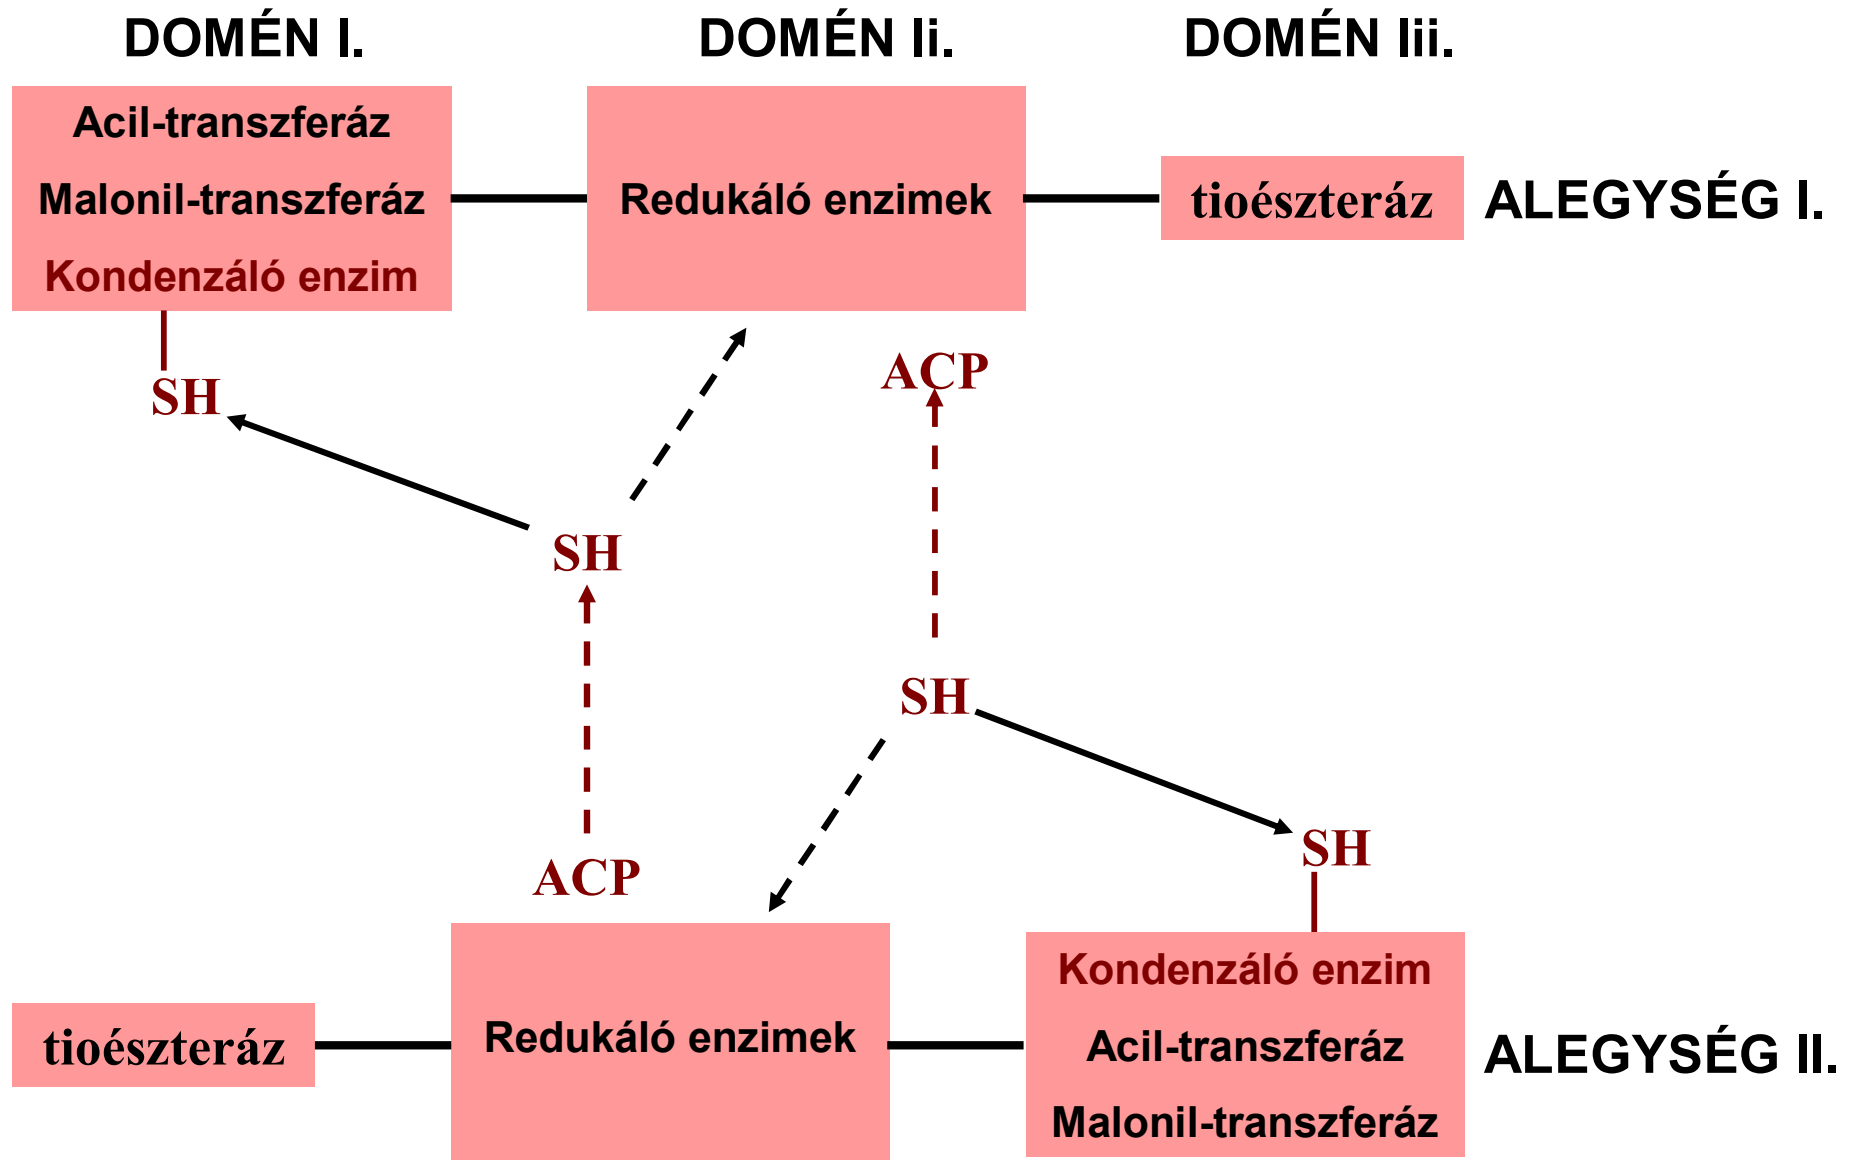 DOMÉN I.
DOMÉN Ii.
DOMÉN Iii.
Acil-transzferáz
Malonil-transzferáz
Kondenzáló enzim
Redukáló enzimek
tioészteráz
ALEGYSÉG I.
SH
ACP
SH
SH
SH
ACP
tioészteráz
Redukáló enzimek
Kondenzáló enzim
Acil-transzferáz
Malonil-transzferáz
ALEGYSÉG II.